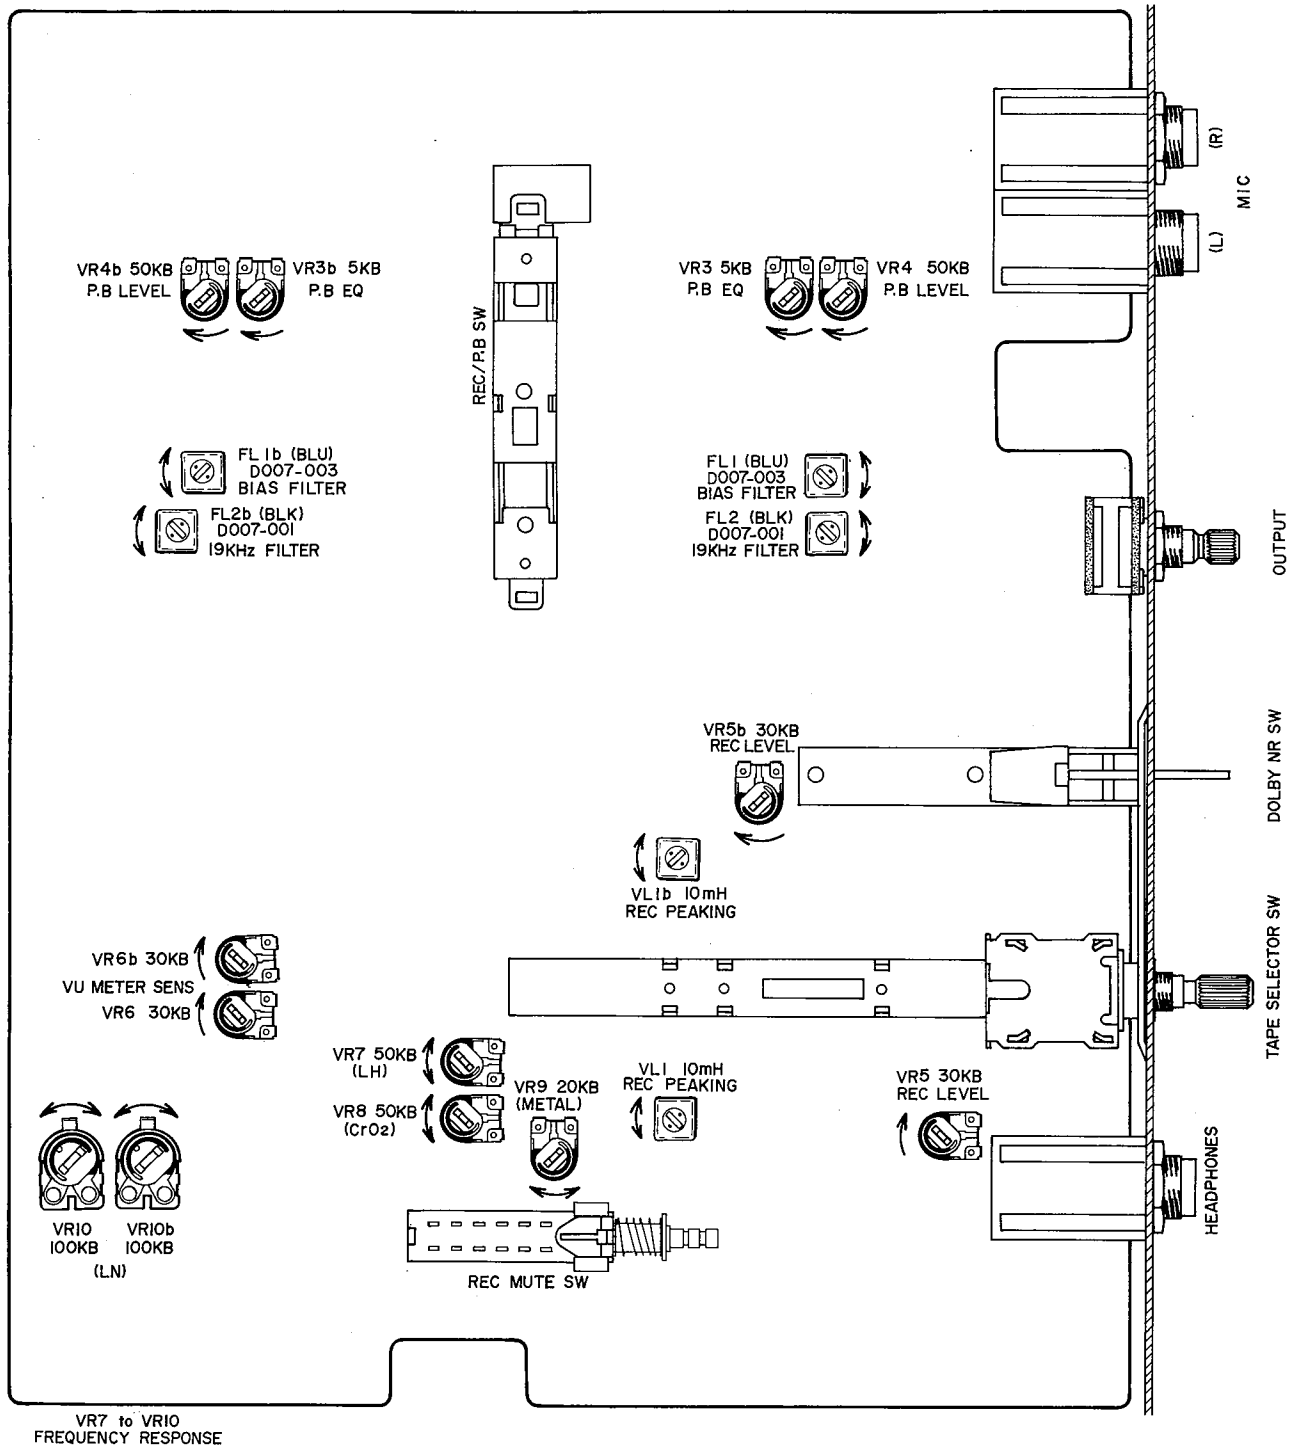 (R)
MIC
(L)
VR4b 50KB
P.B LEVEL
VR3b 5KB
P.B EQ
VR3 5KB
P.B EQ
VR4 50KB
P.B LEVEL
REC/P.B SW
FL1b (BLU)
D007-003
BIAS FILTER
FL2b (BLK)
D007-001
19KHz FILTER
FL1 (BLU)
D007-003
BIAS FILTER
FL2 (BLK)
D007-001
19KHz FILTER
OUTPUT
VR5b 30KB
REC LEVEL
DOLBY NR SW
VL1b 10mH
REC PEAKING
TAPE SELECTOR SW
VR6b 30KB
VU METER SENS
VR6 30KB
VR7 50KB
(LH)
VR8 50KB
(CrO2)
VR9 20KB
(METAL)
VL1 10mH
REC PEAKING
VR5 30KB
REC LEVEL
HEADPHONES
VR10
100KB
VR10b
100KB
(LN)
REC MUTE SW
VR7 to VR10
FREQUENCY RESPONSE